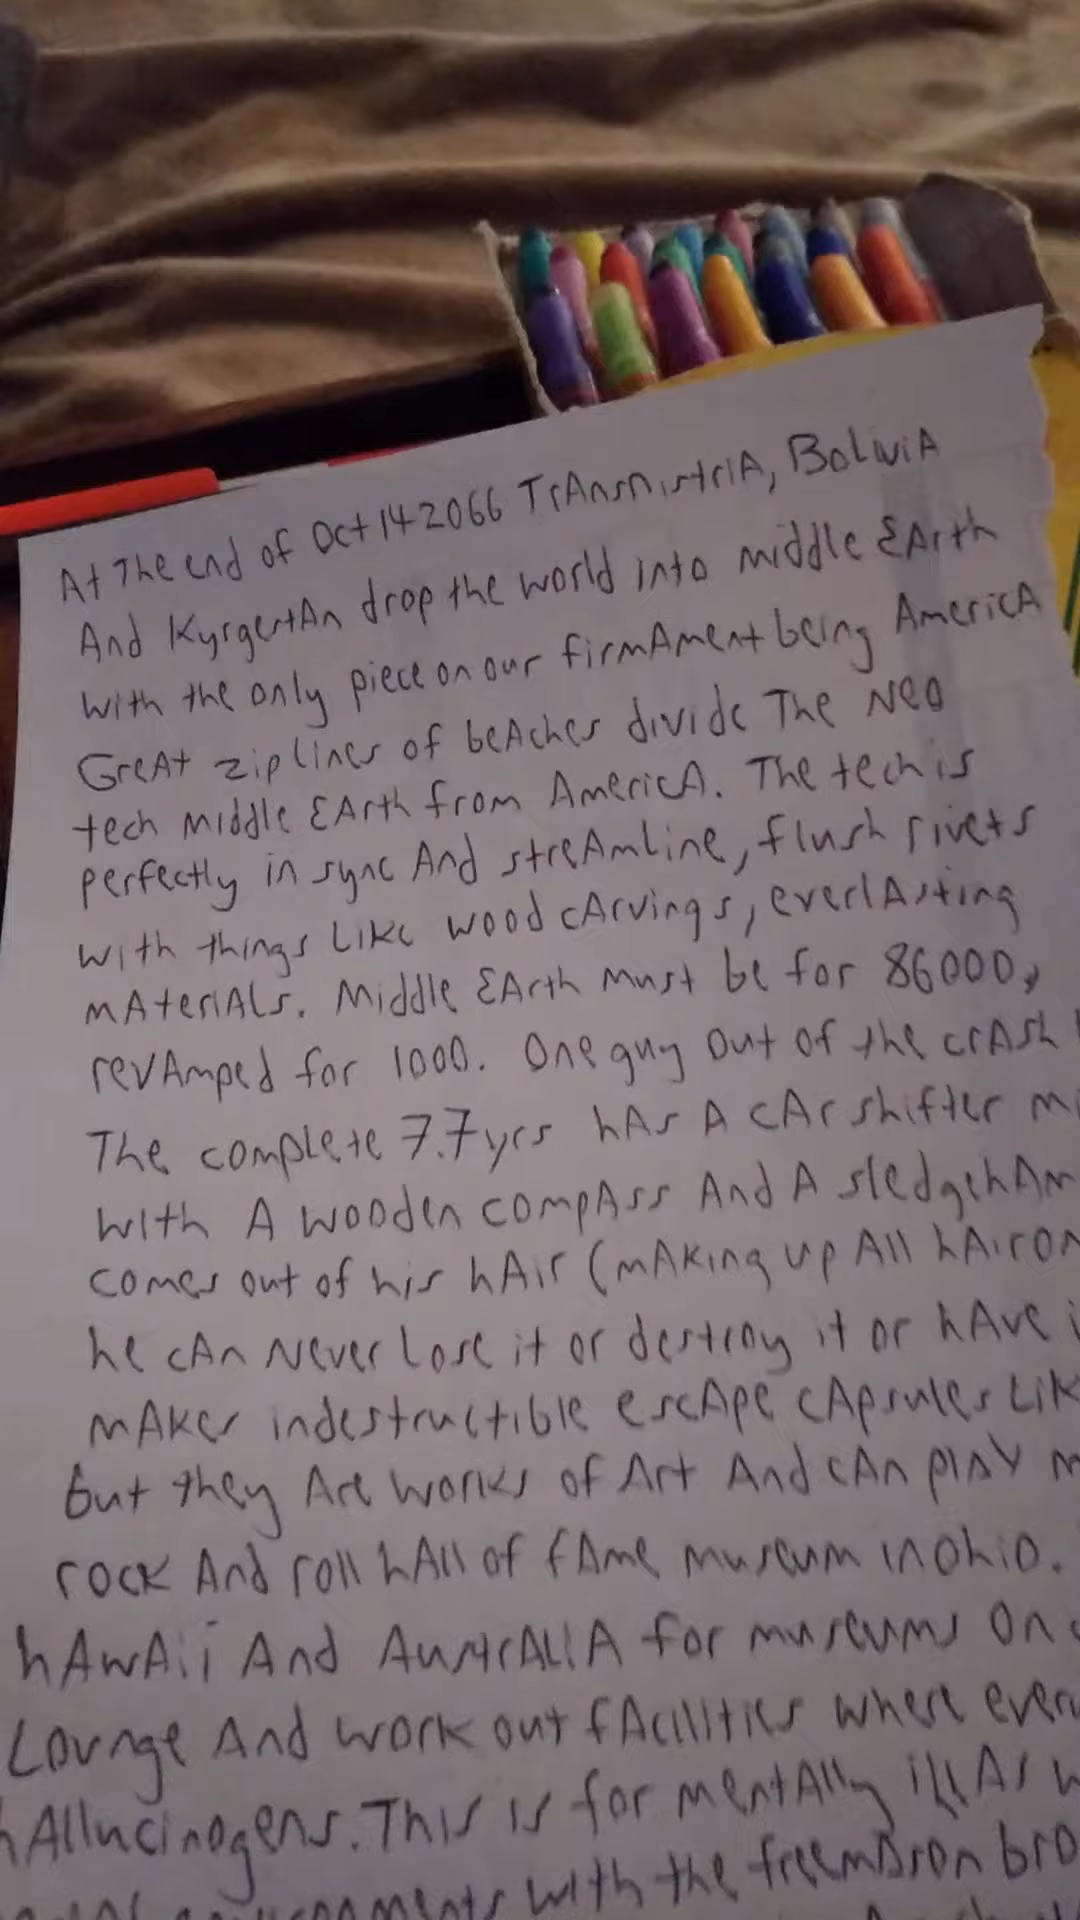 At The end of Oct 14 2066 TrAnsnistriA, BoliviA
And KyrgestAn drop the world into middle EArth
with the only piece on our firmAment being AmericA
GreAt zip lines of beAches divide The Neo
tech middle EArth from AmericA. The tech is
perfectly in sync And streAmLine, flush rivets
with things Like wood cArvings, everlAsting
mAteriALs. Middle EArth must be for 86000,
revAmped for 1000. One guy out of the crAsh
The complete 7.7yrs hAs A cAr shifter
with A wooden compAss And A sledgehAm
comes out of his hAir (mAking up All hAir on
he cAn Never Lose it or destroy it or hAve
mAkes indestructible escApe cApsules Lik
but they Are works of Art And cAn plAy m
rock And roll hAll of fAme museum in Ohio.
hAwAii And AustrALiA for museums on
Lounge And work out fAcilities where every
hAllucinogens. This is for mentAlly ill As w
with the freemAson bro